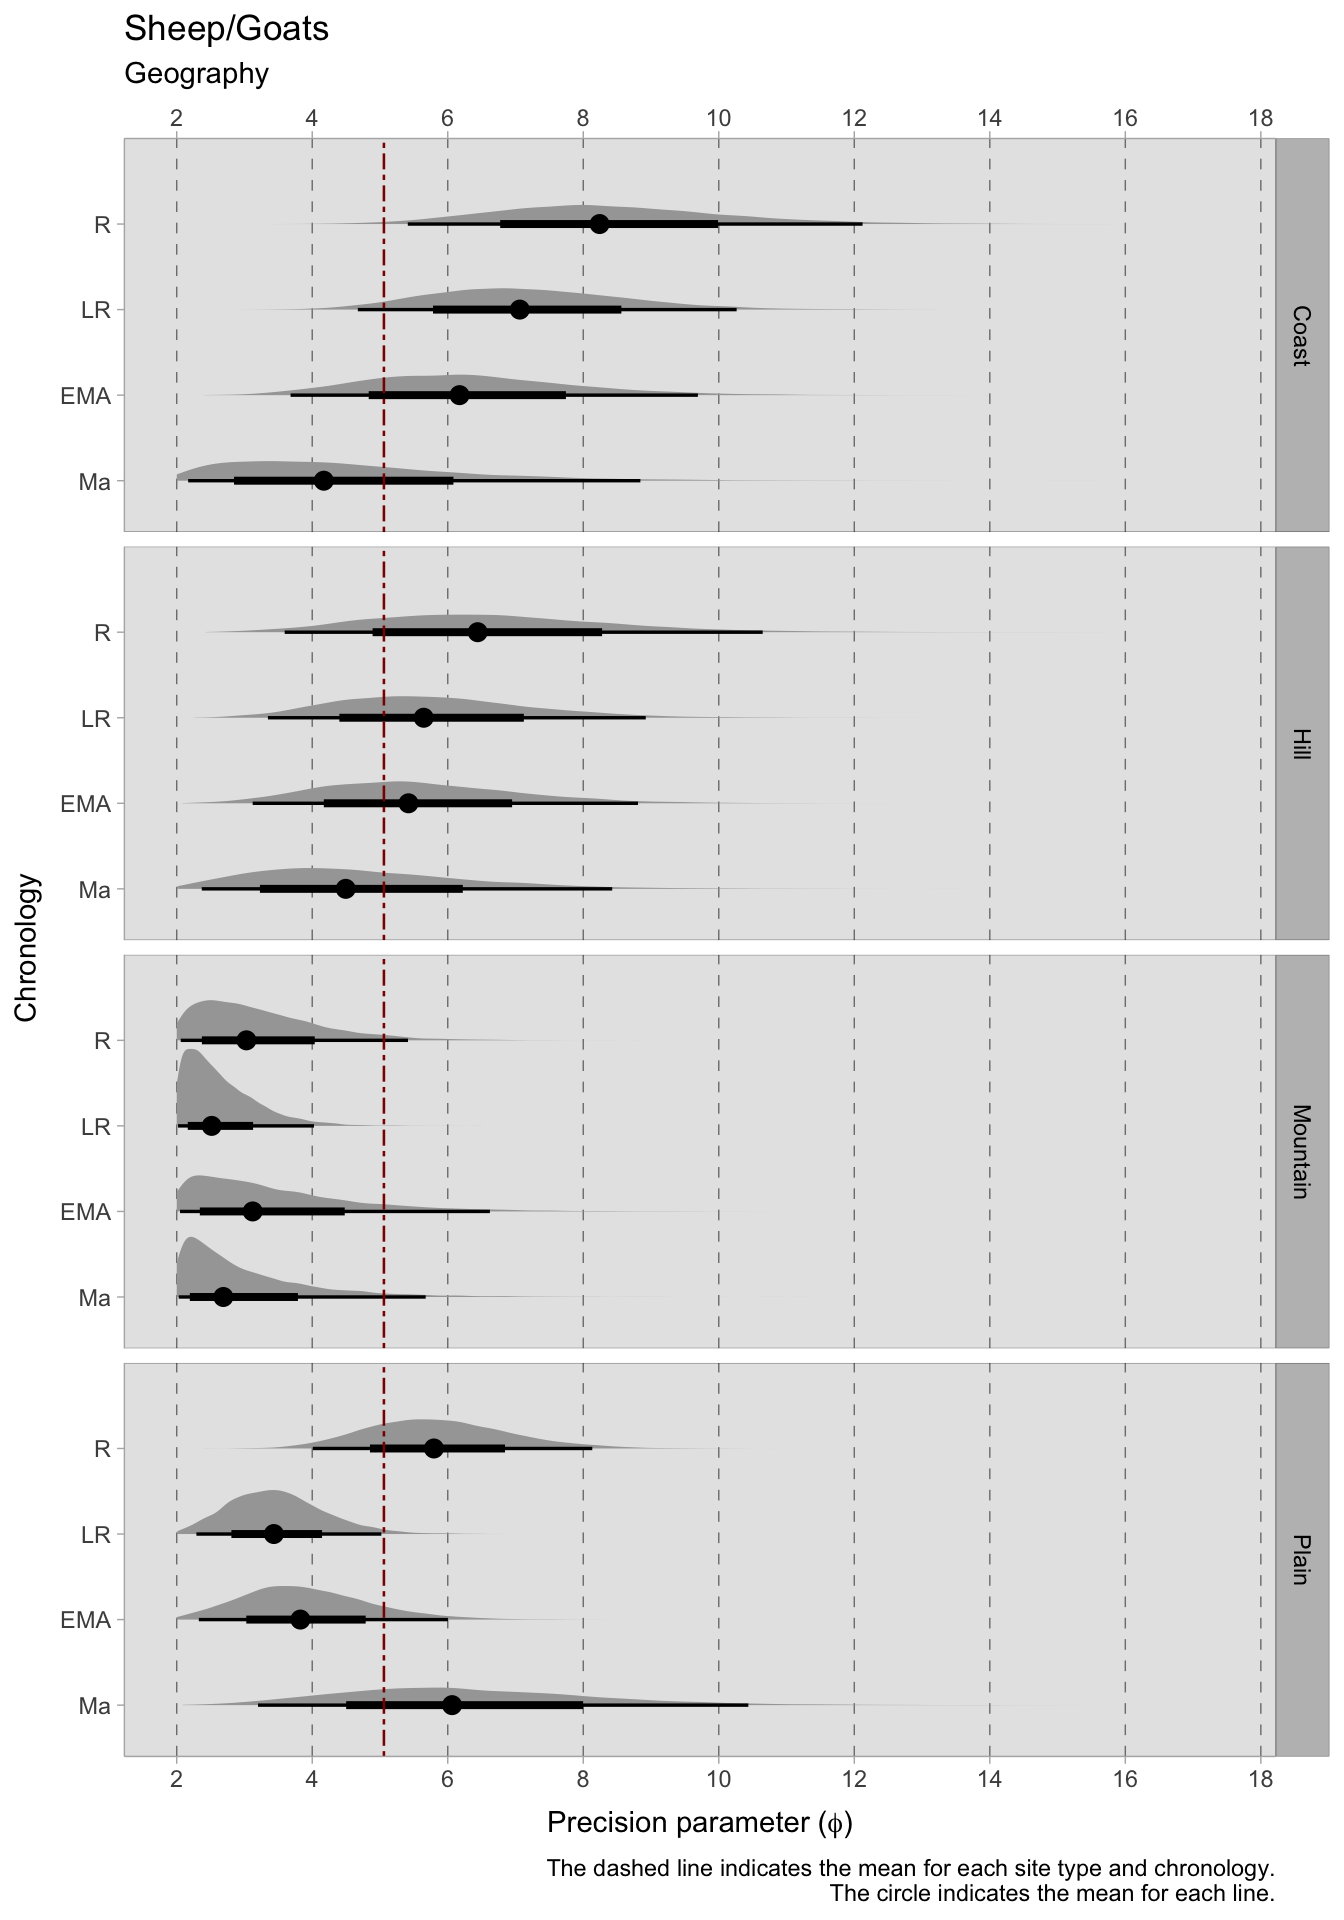 Sheep/Goats
Geography
2 4 6 8 10 12 14 16 18
R
LR
EMA
Ma
Coast
R
LR
EMA
Ma
Hill
Chronology
R
LR
EMA
Ma
Mountain
R
LR
EMA
Ma
Plain
2 4 6 8 10 12 14 16 18
Precision parameter (ϕ)
The dashed line indicates the mean for each site type and chronology.
The circle indicates the mean for each line.